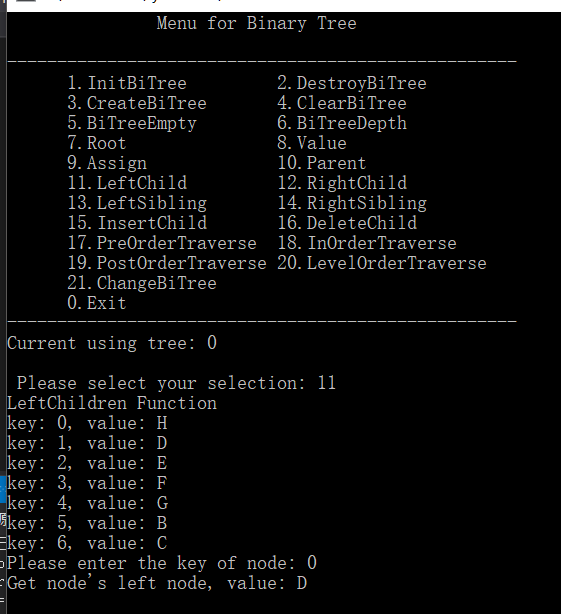 Menu for Binary Tree
--------------------------------------------------
1.InitBiTree 2.DestroyBiTree
3.CreateBiTree 4.ClearBiTree
5.BiTreeEmpty 6.BiTreeDepth
7.Root 8.Value
9.Assign 10.Parent
11.LeftChild 12.RightChild
13.LeftSibling 14.RightSibling
15.InsertChild 16.DeleteChild
17.PreOrderTraverse 18.InOrderTraverse
19.PostOrderTraverse 20.LevelOrderTraverse
21.ChangeBiTree
0.Exit
--------------------------------------------------
Current using tree: 0
Please select your selection: 11
LeftChildren Function
key: 0, value: H
key: 1, value: D
key: 2, value: E
key: 3, value: F
key: 4, value: G
key: 5, value: B
key: 6, value: C
Please enter the key of node: 0
Get node's left node, value: D